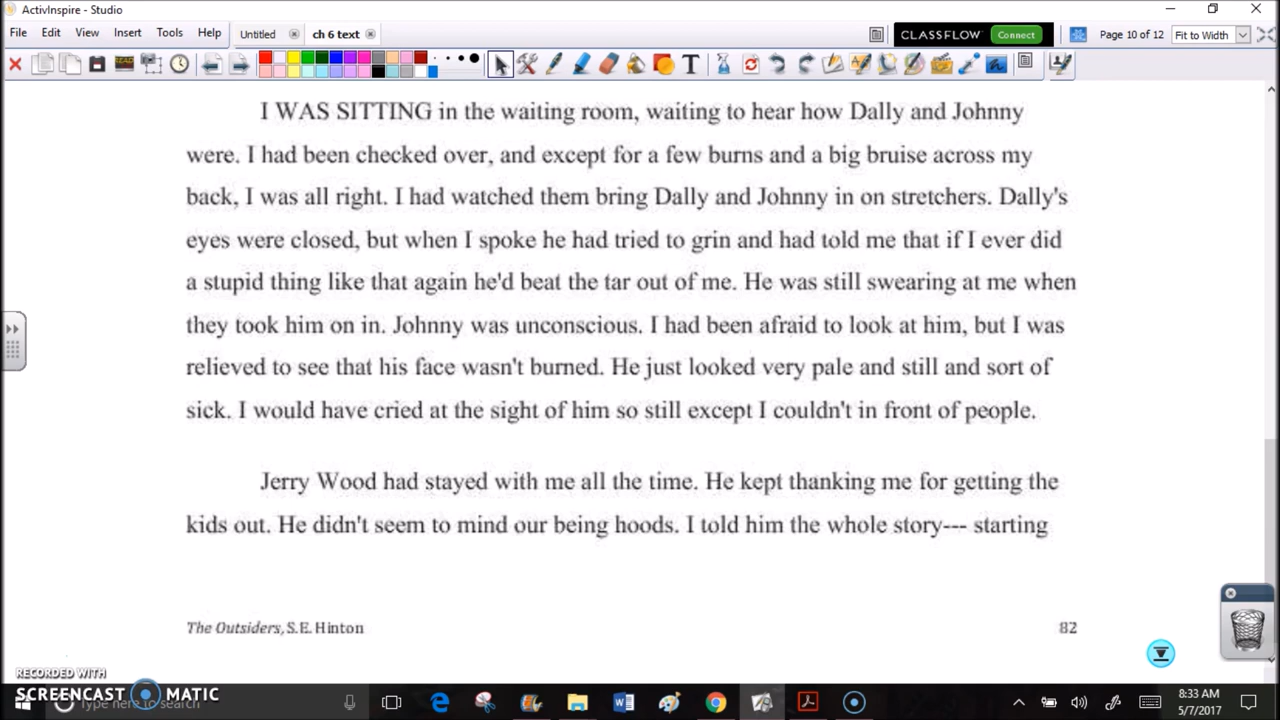 ActivInspire - Studio
File Edit View Insert Tools Help Untitled ch 6 text CLASSFLOW Connect Page 10 of 12 Fit to Width
I WAS SITTING in the waiting room, waiting to hear how Dally and Johnny
were. I had been checked over, and except for a few burns and a big bruise across my
back, I was all right. I had watched them bring Dally and Johnny in on stretchers. Dally's
eyes were closed, but when I spoke he had tried to grin and had told me that if I ever did
a stupid thing like that again he'd beat the tar out of me. He was still swearing at me when
they took him on in. Johnny was unconscious. I had been afraid to look at him, but I was
relieved to see that his face wasn't burned. He just looked very pale and still and sort of
sick. I would have cried at the sight of him so still except I couldn't in front of people.
Jerry Wood had stayed with me all the time. He kept thanking me for getting the
kids out. He didn't seem to mind our being hoods. I told him the whole story--- starting
The Outsiders, S.E. Hinton 82
RECORDED WITH
SCREENCAST MATIC
Type here to search
8:33 AM
5/7/2017